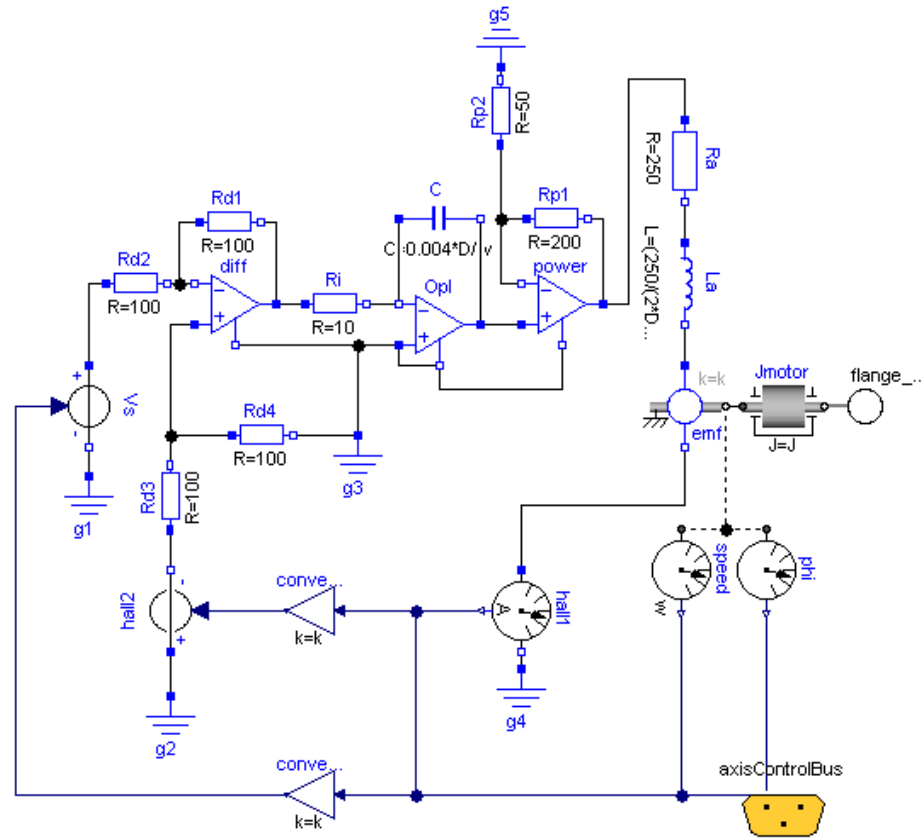 g5
Rp2
R=50
Ra
R=250
Rd1
R=100
C
C=0.004*D/ v
Rp1
R=200
Rd2
R=100
diff
Ri
R=10
OpI
power
La
L=(250/(2*D...
-
+
-
+
-
+
k=k
Jmotor
flange_...
+
Vs
-
emf
J=J
Rd4
R=100
g3
g1
Rd3
R=100
speed
phi
w
-
hall2
+
conve...
k=k
A
hall1
g4
g2
conve...
k=k
axisControlBus